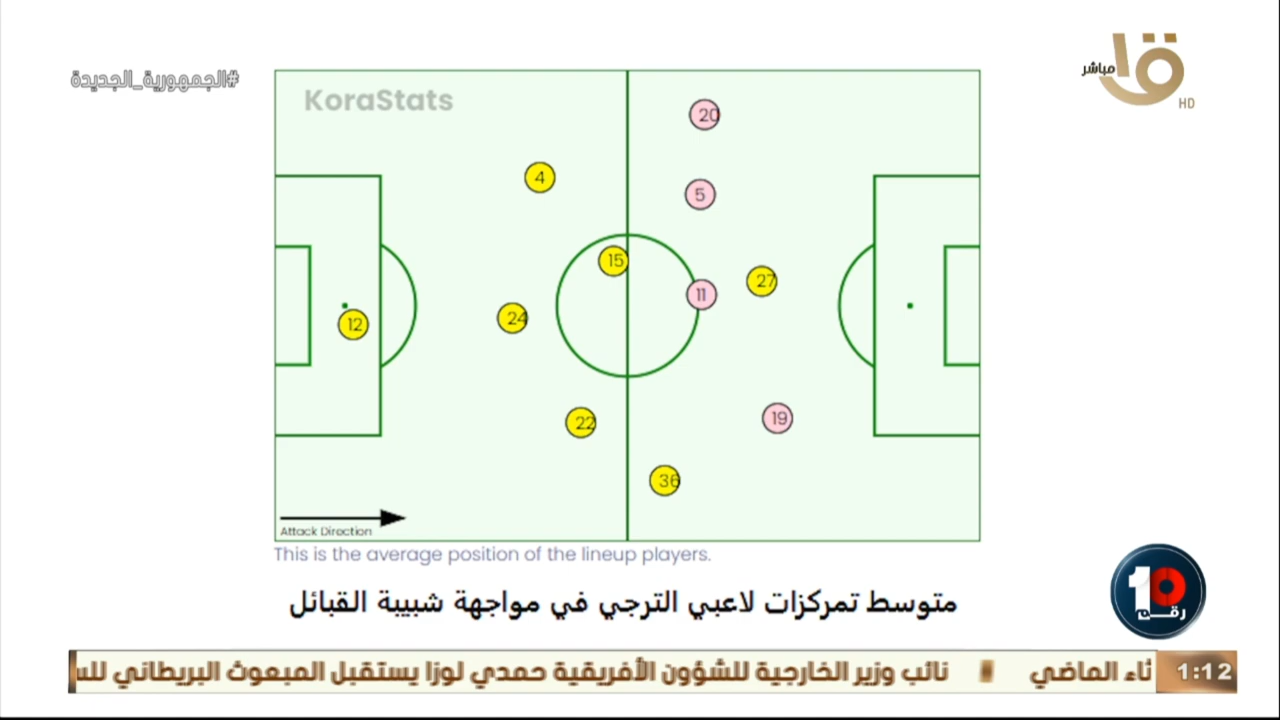 #الجمهورية_الجديدة
مباشر
HD
KoraStats
20
4
5
15
27
11
24
12
22
19
36
Attack Direction
This is the average position of the lineup players.
متوسط تمركزات لاعبي الترجي في مواجهة شبيبة القبائل
رقم 10
1:12
ثاء الماضي
نائب وزير الخارجية للشؤون الأفريقية حمدي لوزا يستقبل المبعوث البريطاني للس